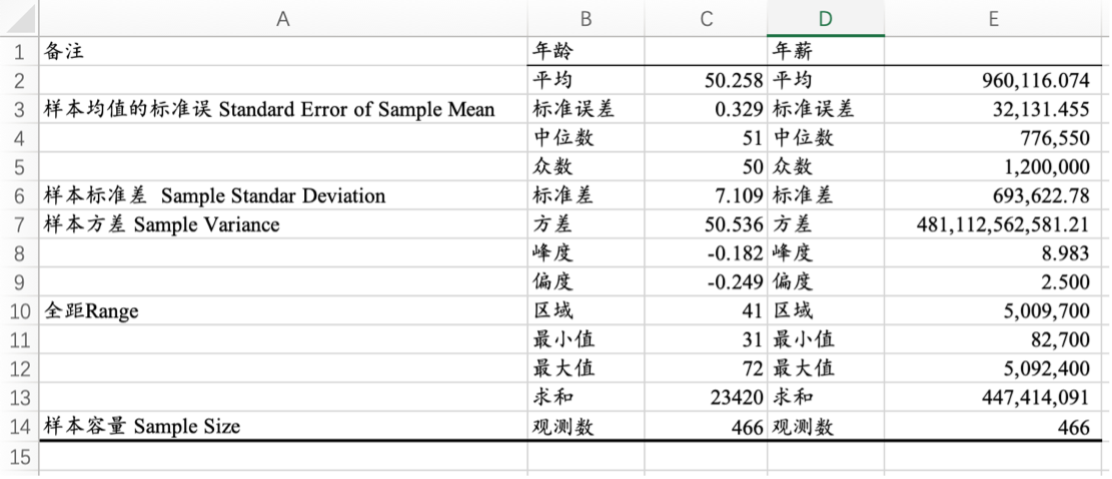 A B C D E
1 备注 年龄 年薪
2 平均 50.258 平均 960,116.074
3 样本均值的标准误 Standard Error of Sample Mean 标准误差 0.329 标准误差 32,131.455
4 中位数 51 中位数 776,550
5 众数 50 众数 1,200,000
6 样本标准差 Sample Standar Deviation 标准差 7.109 标准差 693,622.78
7 样本方差 Sample Variance 方差 50.536 方差 481,112,562,581.21
8 峰度 -0.182 峰度 8.983
9 偏度 -0.249 偏度 2.500
10 全距Range 区域 41 区域 5,009,700
11 最小值 31 最小值 82,700
12 最大值 72 最大值 5,092,400
13 求和 23420 求和 447,414,091
14 样本容量 Sample Size 观测数 466 观测数 466
15